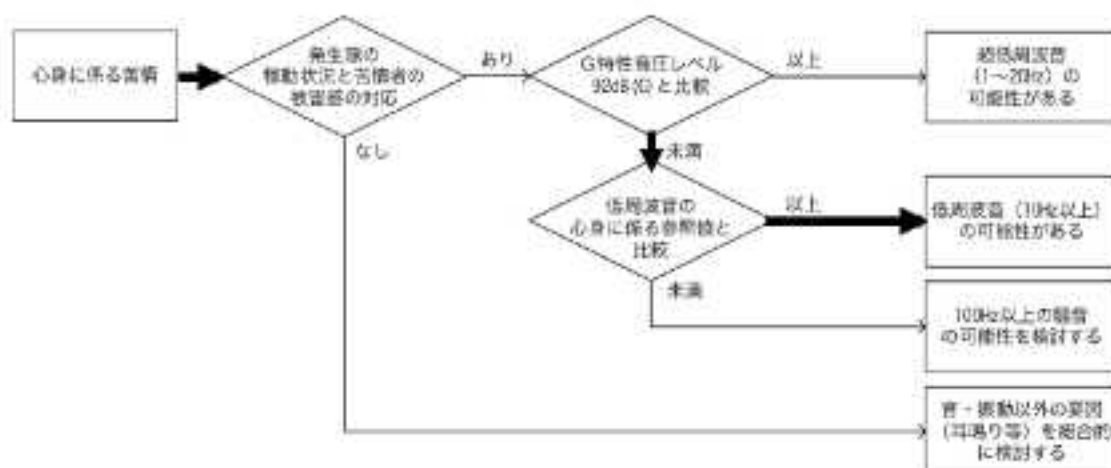 心身に係る苦情
発生源の
稼動状況と苦情者の
被害感の対応
あり
なし
G特性音圧レベル
92dB(G)と比較
以上
未満
超低周波音
(1~20Hz)の
可能性がある
低周波音の
心身に係る参照値と
比較
以上
未満
低周波音(10Hz以上)
の可能性がある
100Hz以上の騒音
の可能性を検討する
音・振動以外の要因
(耳鳴り等)を総合的
に検討する